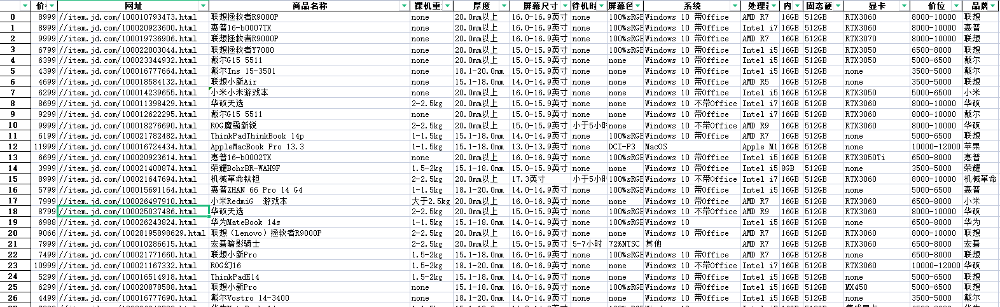 价格 网址 商品名称 裸机重量 厚度 屏幕尺寸 待机时 屏幕色 系统 处理器 内 固态硬 显卡 价位 品牌
0 8999 //item.jd.com/100010793473.html 联想拯救者R9000P none 20.0mm以上 16.0-16.9英寸 none 100%sRGB Windows 10 带Office AMD R7 16GB 512GB RTX3060 8000-10000 联想
1 8999 //item.jd.com/100020923600.html 惠普16-b0007TX none 20.0mm以上 16.0-16.9英寸 none 100%sRGB Windows 10 带Office Intel i7 16GB 512GB RTX3060 8000-10000 惠普
2 9999 //item.jd.com/100019736906.html 联想拯救者R9000P none 20.0mm以上 16.0-16.9英寸 none 100%sRGB Windows 10 带Office AMD R7 16GB 512GB RTX3070 8000-10000 联想
3 6799 //item.jd.com/100022003044.html 联想拯救者Y7000 none 20.0mm以上 15.0-15.9英寸 none 100%sRGB Windows 10 带Office Intel i5 16GB 512GB RTX3050 6500-8000 联想
4 6399 //item.jd.com/100023344932.html 戴尔G15 5511 none 20.0mm以上 15.0-15.9英寸 none none Windows 10 带Office Intel i5 16GB 512GB RTX3050 5000-6500 戴尔
5 4399 //item.jd.com/100016777664.html 戴尔Ins 15-3501 none 18.1-20.0mm 15.0-15.9英寸 none none Windows 10 带Office Intel i5 16GB 512GB none 3500-5000 戴尔
6 4699 //item.jd.com/100018584132.html 联想小新Air none 15.1-18.0mm 14.0-14.9英寸 none none Windows 10 带Office AMD R5 16GB 512GB none 3500-5000 联想
7 6299 //item.jd.com/100014239655.html 小米小米游戏本 none 20.0mm以上 16.0-16.9英寸 none none Windows 10 带Office Intel i5 16GB 512GB RTX3050 5000-6500 小米
8 8699 //item.jd.com/100011398429.html 华硕天选 2-2.5kg 20.0mm以上 15.0-15.9英寸 none none Windows 10 不带Office Intel i7 16GB 512GB RTX3060 8000-10000 华硕
9 9299 //item.jd.com/100012622295.html 戴尔G15 5511 none 20.0mm以上 15.0-15.9英寸 none none Windows 10 带Office Intel i7 16GB 512GB RTX3060 8000-10000 戴尔
10 9999 //item.jd.com/100018276690.html ROG魔霸新锐 2-2.5kg 20.0mm以上 15.0-15.9英寸 小于5小时 none Windows 10 不带Office AMD R9 16GB 512GB RTX3060 8000-10000 华硕
11 6199 //item.jd.com/100021782482.html ThinkPadThinkBook 14p 1-1.5kg 15.1-18.0mm 14.0-14.9英寸 none 100%sRGB Windows 10 带Office AMD R7 16GB 512GB none 5000-6500 联想
12 11999 //item.jd.com/100016724434.html AppleMacBook Pro 13.3 1-1.5kg 15.1-18.0mm 13.0-13.9英寸 none DCI-P3 MacOS Apple M1 16GB 512GB none 10000-12000 苹果
13 6699 //item.jd.com/100020923614.html 惠普16-b0002TX none 20.0mm以上 16.0-16.9英寸 none 100%sRGB Windows 10 带Office Intel i5 16GB 512GB RTX3050Ti 6500-8000 惠普
14 3999 //item.jd.com/100021400874.html 荣耀BohrBR-WAH9F 1.5-2kg 15.1-18.0mm 15.0-15.9英寸 none none Windows 10 带Office Intel i5 8GB 512GB none 3500-5000 荣耀
15 8999 //item.jd.com/100021647694.html 机械革命钛钽 2-2.5kg 20.0mm以上 17.3英寸 小于5小时 100%sRGB Windows 10 不带Office Intel i7 16GB 512GB RTX3060 8000-10000 机械革命
16 5799 //item.jd.com/100015691164.html 惠普ZHAN 66 Pro 14 G4 1-1.5kg 18.1-20.0mm 14.0-14.9英寸 none 100%sRGB Windows 10 带Office Intel i5 16GB 512GB none 5000-6500 惠普
17 7999 //item.jd.com/100026497910.html 小米RedmiG 游戏本 大于2.5kg 20.0mm以上 16.0-16.9英寸 none none Windows 10 带Office AMD R7 16GB 512GB RTX3060 6500-8000 小米
18 8799 //item.jd.com/100025037486.html 华硕天选 2-2.5kg 20.0mm以上 15.0-15.9英寸 none 100%sRGB Windows 10 不带Office AMD R9 16GB 512GB RTX3060 8000-10000 华硕
19 6988 //item.jd.com/100026243824.html 华为MateBook 14s 1-1.5kg 15.1-18.0mm 14.0-14.9英寸 none 100%sRGB Windows 10 Intel i5 16GB 512GB none 6500-8000 华为
20 9066 //item.jd.com/10028195898629.html 联想（Lenovo）拯救者R9000P 2-2.5kg 20.0mm以上 16.0-16.9英寸 none none Windows 10 带Office AMD R7 16GB 512GB RTX3060 8000-10000 联想
21 7999 //item.jd.com/100010286615.html 宏碁暗影骑士 2-2.5kg 20.0mm以上 15.0-15.9英寸 5-7小时 72%NTSC 其他 AMD R7 16GB 512GB RTX3060 6500-8000 宏碁
22 7499 //item.jd.com/100021771660.html 联想小新Pro 1.5-2kg 15.1-18.0mm 16.0-16.9英寸 none 100%sRGB Windows 10 带Office AMD R7 16GB 512GB none 6500-8000 联想
23 10999 //item.jd.com/100021167332.html ROG幻16 1.5-2kg 18.1-20.0mm 16.0-16.9英寸 none none Windows 10 不带Office Intel i7 16GB 512GB RTX3060 10000-12000 华硕
24 5299 //item.jd.com/100016514918.html ThinkPadE14 1.5-2kg 15.1-18.0mm 14.0-14.9英寸 none none Windows 10 带Office Intel i5 16GB 512GB none 5000-6500 联想
25 6299 //item.jd.com/100020878588.html 联想小新Pro none 15.1-18.0mm 14.0-14.9英寸 none 100%sRGB Windows 10 带Office Intel i5 16GB 512GB MX450 5000-6500 联想
26 4499 //item.jd.com/100016777690.html 戴尔Vostro 14-3400 none 18.1-20.0mm 14.0-14.9英寸 none none Windows 10 带Office Intel i5 16GB 512GB none 3500-5000 戴尔